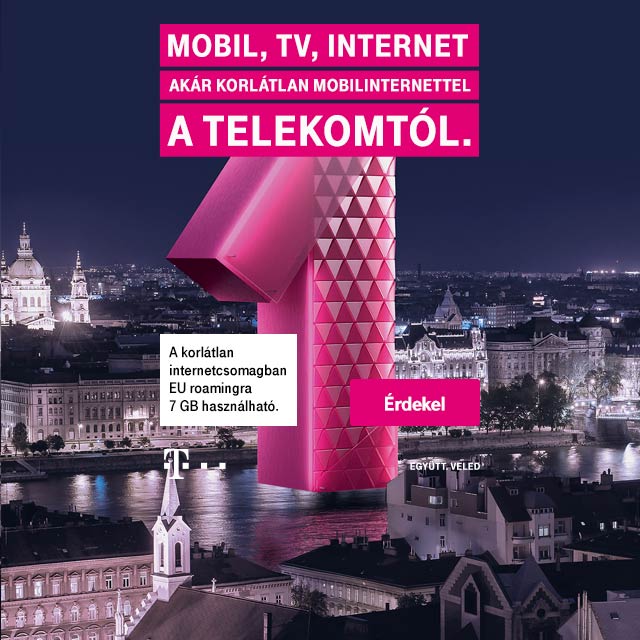 MOBIL, TV, INTERNET
AKÁR KORLÁTLAN MOBILINTERNETTEL
A TELEKOMTÓL.
A korlátlan
internetcsomagban
EU roamingra
7 GB használható.
Érdekel
T
EGYÜTT. VELED